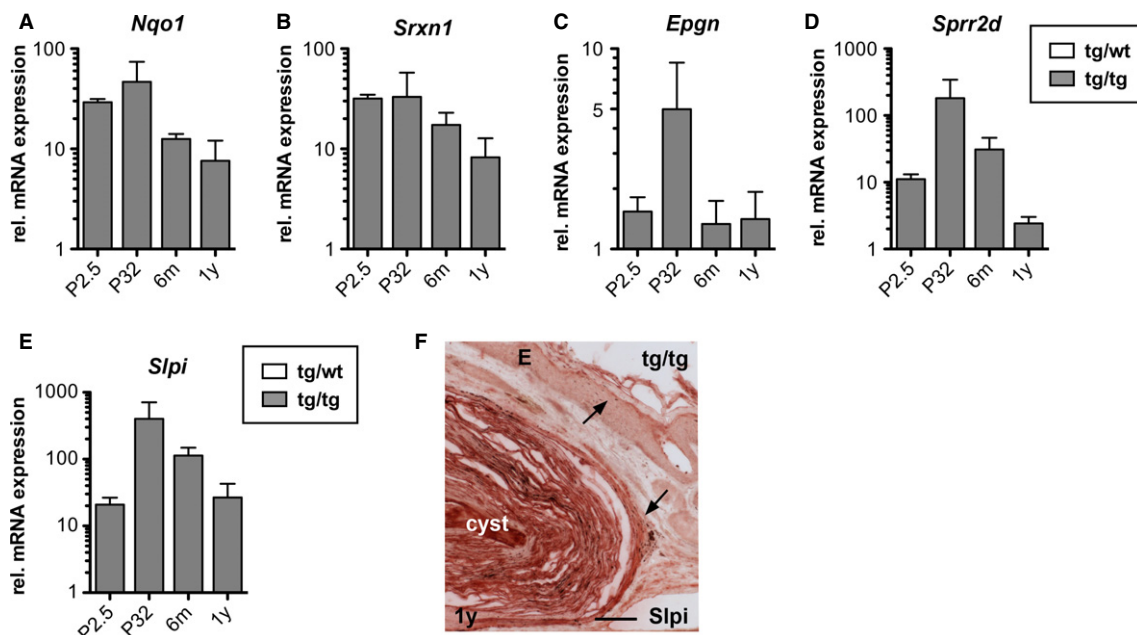 A
Nqo1
rel. mRNA expression
100
10
1
P2.5 P32 6m 1y
B
Srxn1
rel. mRNA expression
100
10
1
P2.5 P32 6m 1y
C
Epgn
rel. mRNA expression
10
5
1
P2.5 P32 6m 1y
D
Sprr2d
rel. mRNA expression
1000
100
10
1
P2.5 P32 6m 1y
tg/wt
tg/tg
E
Slpi
rel. mRNA expression
1000
100
10
1
P2.5 P32 6m 1y
tg/wt
tg/tg
F
E tg/tg
cyst
1y Slpi